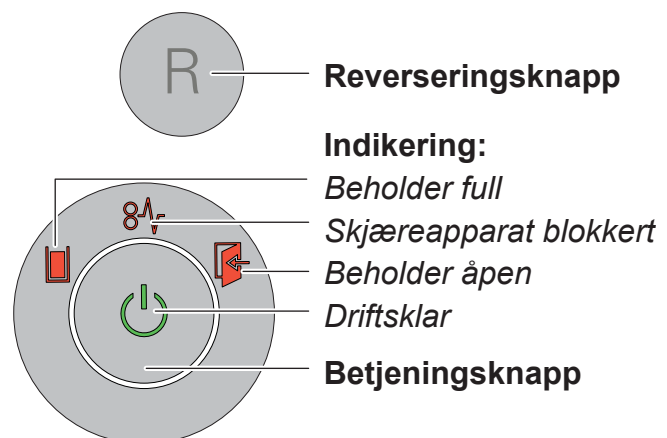 R
Reverseringsknapp
Indikering:
Beholder full
Skjæreapparat blokkert
Beholder åpen
Driftsklar
Betjeningsknapp